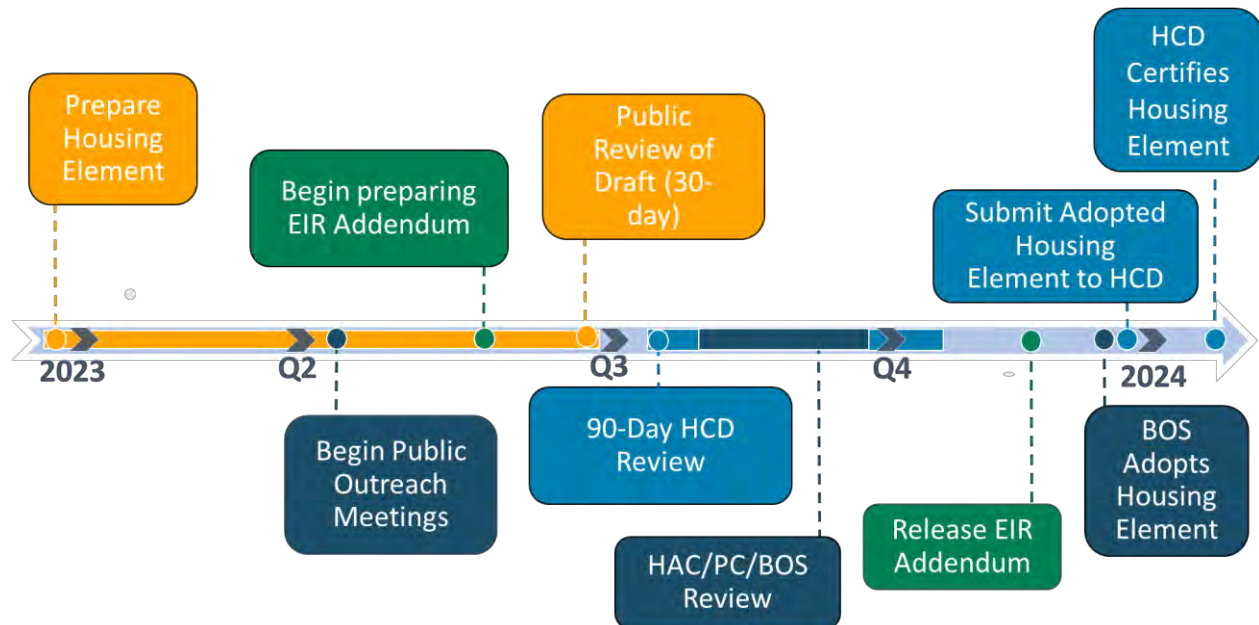 Prepare
Housing
Element
Begin preparing
EIR Addendum
Public
Review of
Draft (30-
day)
Submit Adopted
Housing
Element to HCD
HCD
Certifies
Housing
Element
2023
Q2
Q3
Q4
2024
Begin Public
Outreach
Meetings
90-Day HCD
Review
HAC/PC/BOS
Review
Release EIR
Addendum
BOS
Adopts
Housing
Element